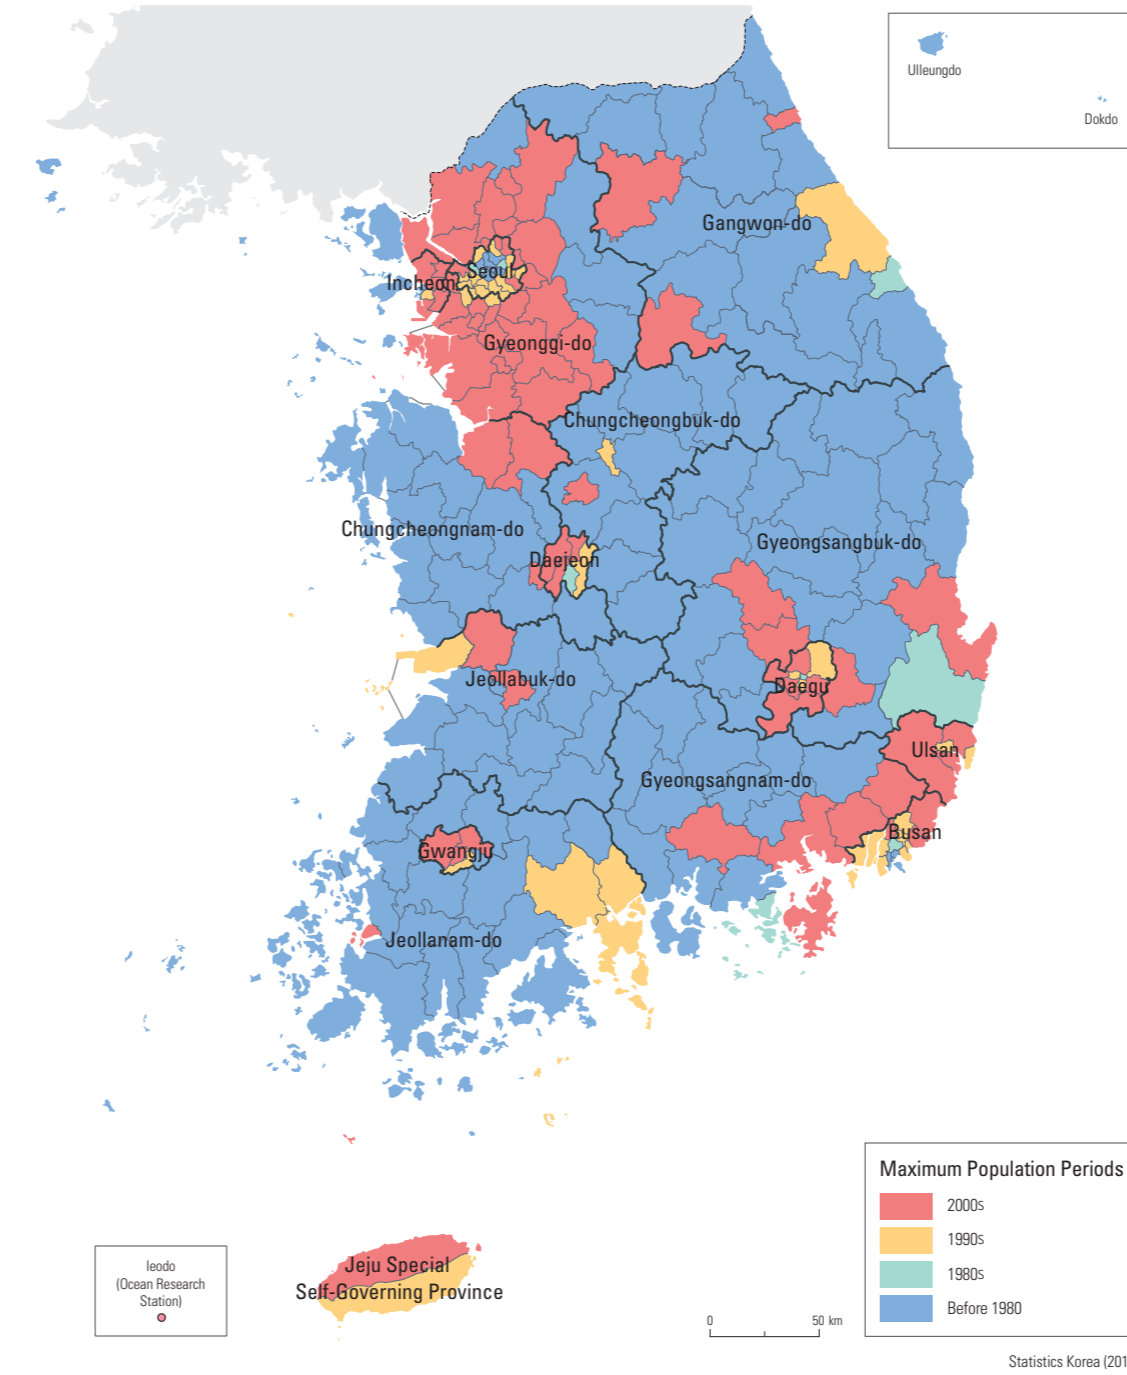 Ulleungdo
Dokdo
Gangwon-do
Seoul
Incheon
Gyeonggi-do
Chungcheongbuk-do
Chungcheongnam-do
Gyeongsangbuk-do
Daejeon
Jeollabuk-do
Daegu
Ulsan
Gyeongsangnam-do
Busan
Gwangju
Jeollanam-do
Maximum Population Periods
2000s
1990s
1980s
Before 1980
Ieodo
(Ocean Research
Station)
Jeju Special
Self-Governing Province
0 50 km
Statistics Korea (201